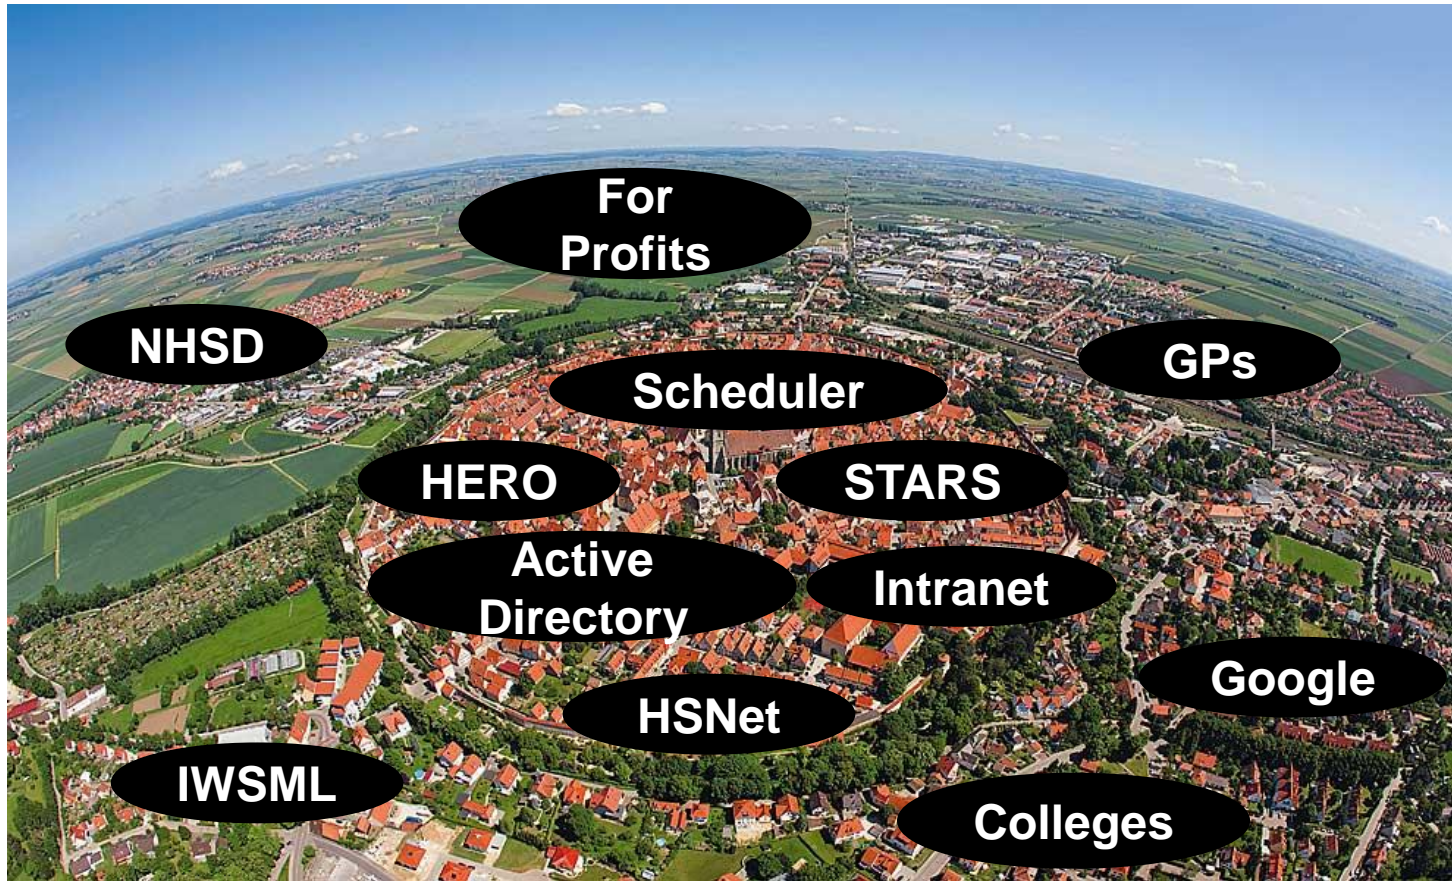 For
Profits
NHSD
GPs
Scheduler
HERO
STARS
Active
Directory
Intranet
Google
HSNet
IWSML
Colleges